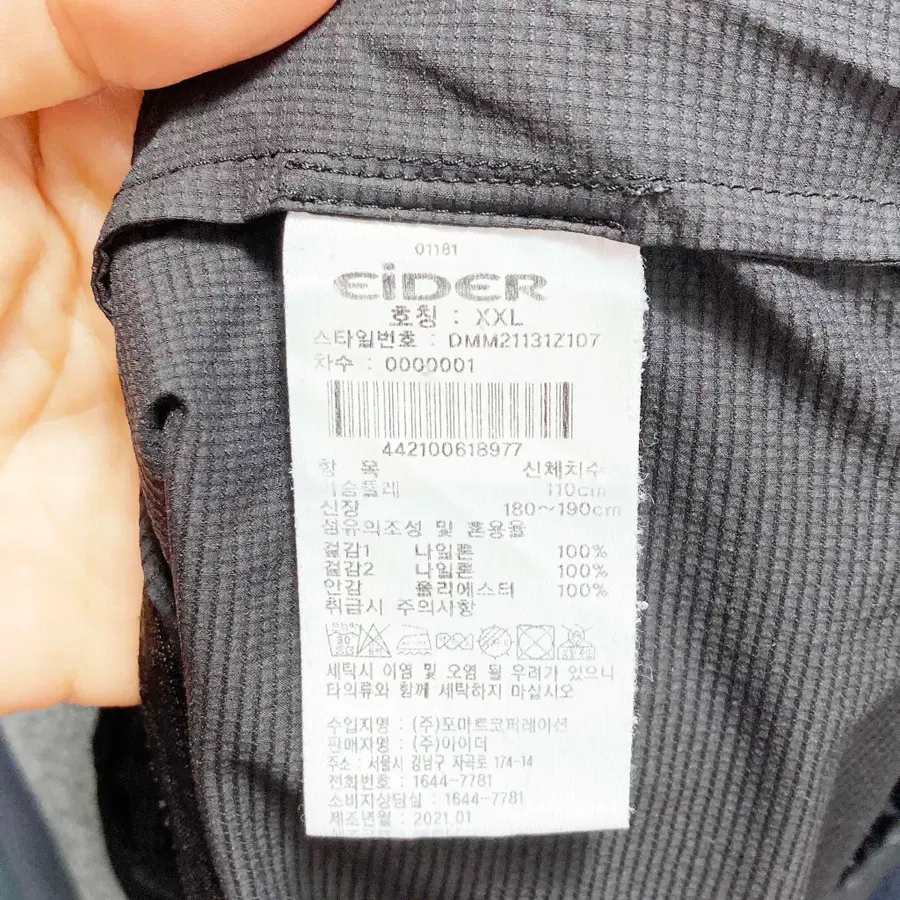 01181
EiDER
호칭 : XXL
스타일번호 : DMM21131Z107
차수 : 0000001
442100618977
항 목 신체치수
가슴둘레 110cm
신장 180~190cm
섬유의조성 및 혼용율
겉감1 나일론 100%
겉감2 나일론 100%
안감 폴리에스터 100%
취급시 주의사항
세탁시 이염 및 오염 될 우려가 있으니
타의류와 함께 세탁하지 마십시오
수입자명 : (주)도마트코퍼레이션
판매자명 : (주)아이더
주소 : 서울시 강남구 자곡로 174-14
전화번호 : 1644-7781
소비자상담실 : 1644-7781
제조년월 : 2021.01